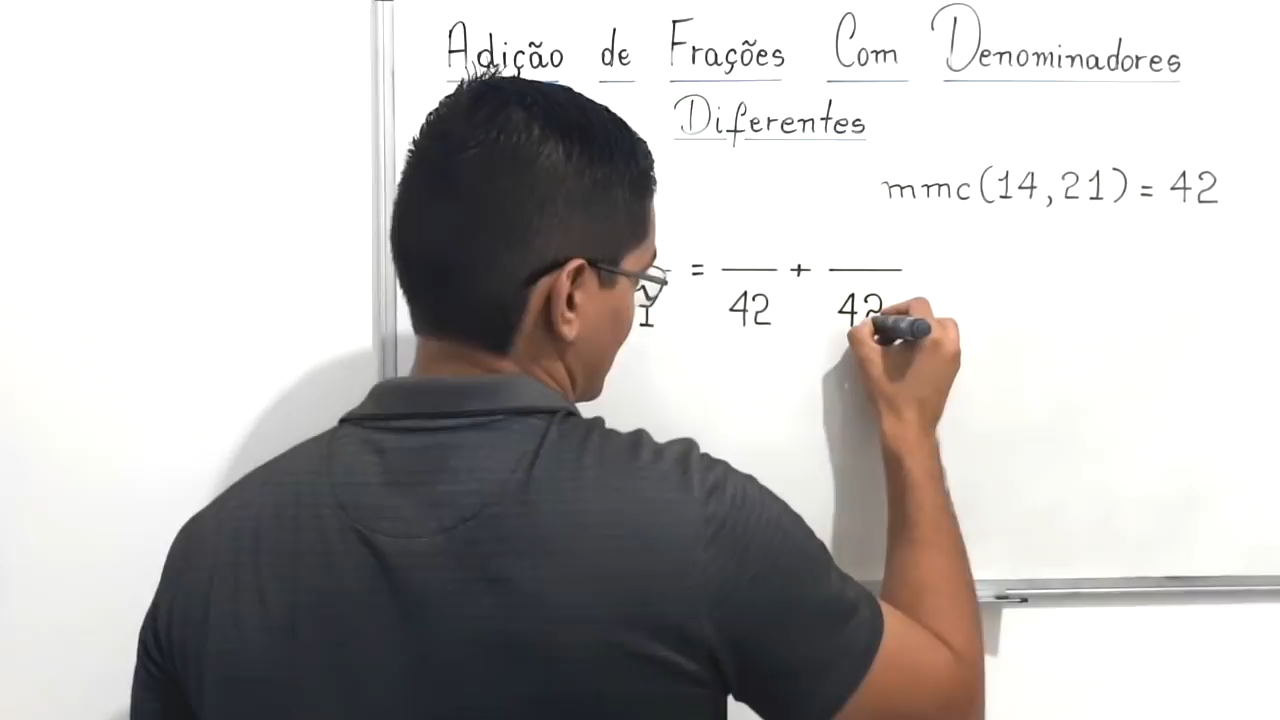 Adição de Frações Com Denominadores
Diferentes
mmc(14,21) = 42
= — + —
42 42